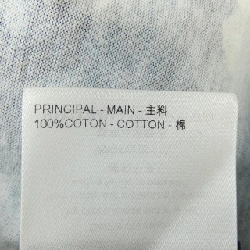 PRINCIPAL - MAIN - 主料
100%COTON - COTTON - 棉